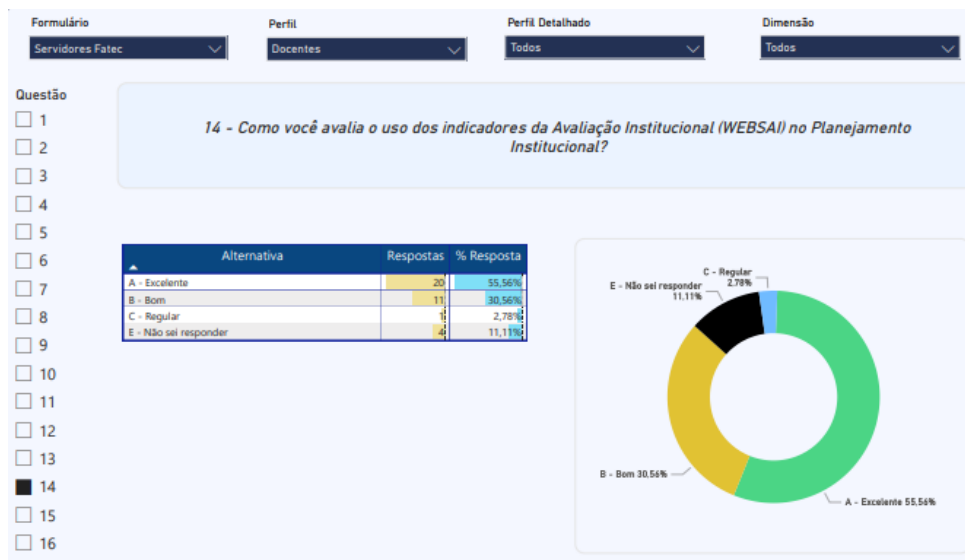 Formulário
Perfil
Perfil Detalhado
Dimensão
Servidores Fatec
Docentes
Todos
Todos
Questão
1
2
3
4
5
6
7
8
9
10
11
12
13
14
15
16
14 - Como você avalia o uso dos indicadores da Avaliação Institucional (WEBSAI) no Planejamento
Institucional?
Alternativa Respostas % Resposta
A - Excelente 20 55,56%
B - Bom 11 30,56%
C - Regular 1 2,78%
E - Não sei responder 4 11,11%
C - Regular
2,78%
E - Não sei responder
11,11%
B - Bom 30,56%
A - Excelente 55,56%